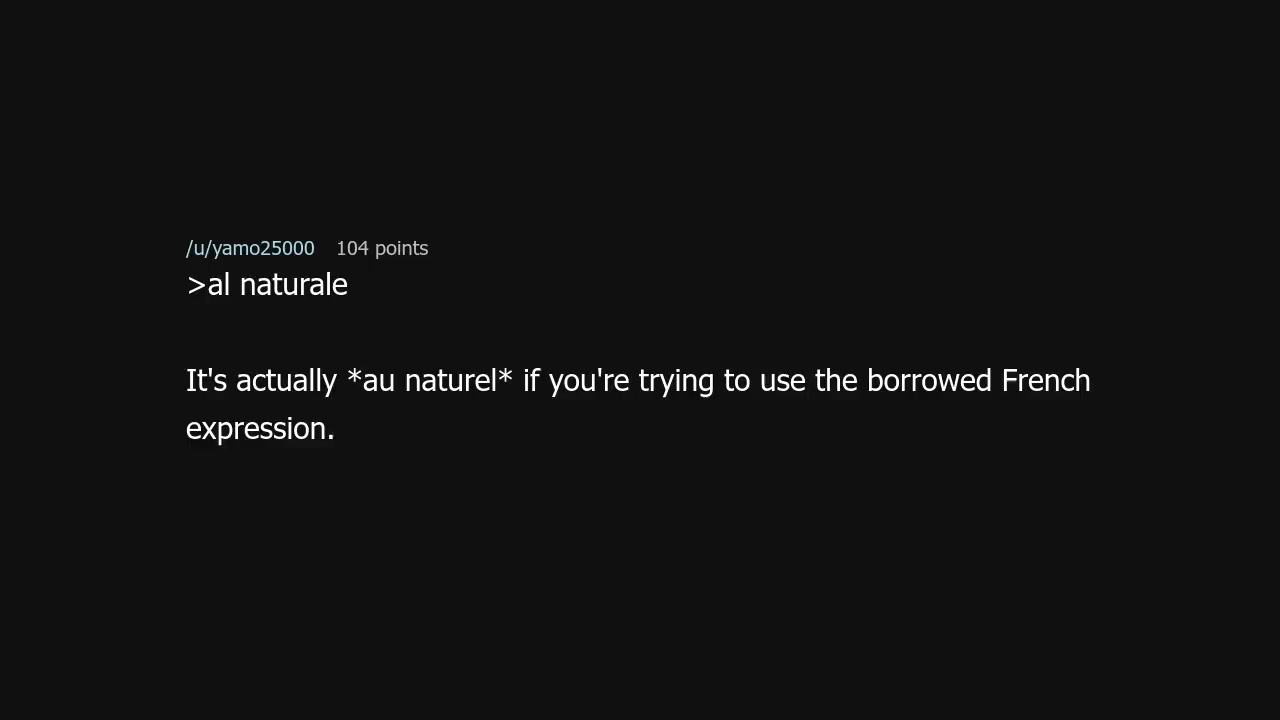 /u/yamo25000 104 points
>al naturale
It's actually *au naturel* if you're trying to use the borrowed French
expression.